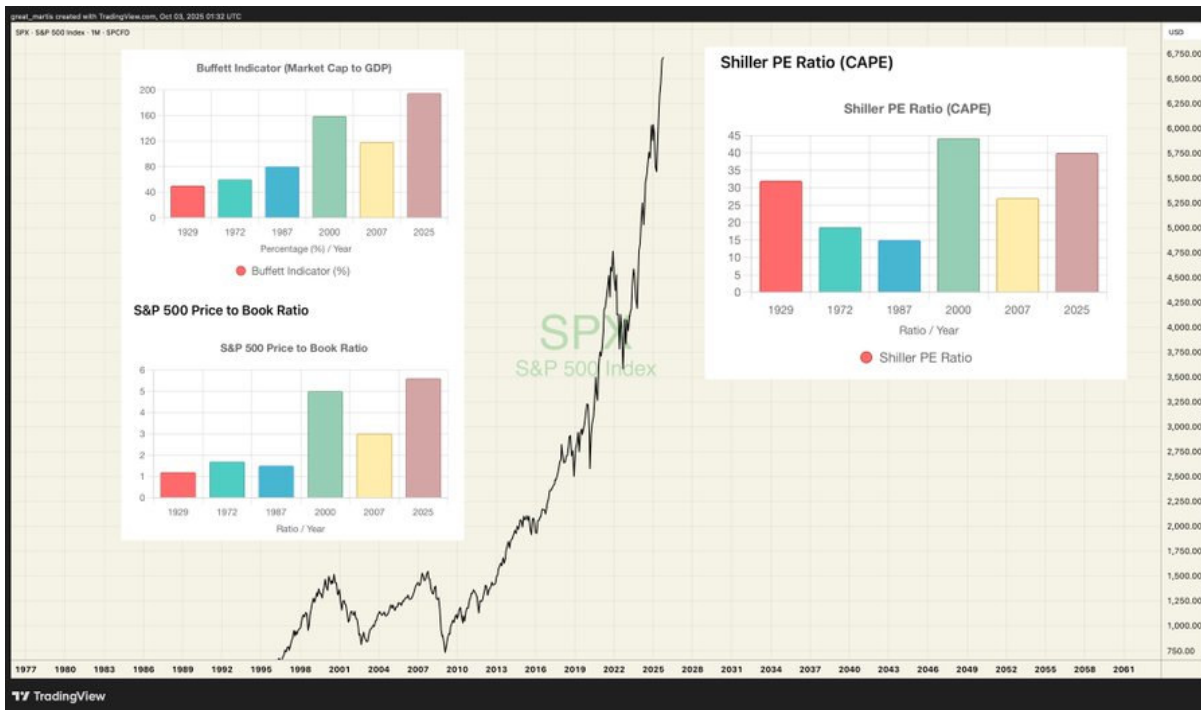 great_martis created with TradingView.com, Oct 03, 2025 01:32 UTC
SPX · S&P 500 Index · 1M · SPCFD
USD
Buffett Indicator (Market Cap to GDP)
200
160
120
80
40
0
1929 1972 1987 2000 2007 2025
Percentage (%) / Year
Buffett Indicator (%)
S&P 500 Price to Book Ratio
S&P 500 Price to Book Ratio
6
5
4
3
2
1
0
1929 1972 1987 2000 2007 2025
Ratio / Year
Shiller PE Ratio (CAPE)
Shiller PE Ratio (CAPE)
45
40
35
30
25
20
15
10
5
0
1929 1972 1987 2000 2007 2025
Ratio / Year
Shiller PE Ratio
SPX
S&P 500 Index
6,750.00
6,500.00
6,250.00
6,000.00
5,750.00
5,500.00
5,250.00
5,000.00
4,750.00
4,500.00
4,250.00
4,000.00
3,750.00
3,500.00
3,250.00
3,000.00
2,750.00
2,500.00
2,250.00
2,000.00
1,750.00
1,500.00
1,250.00
1,000.00
750.00
1977 1980 1983 1986 1989 1992 1995 1998 2001 2004 2007 2010 2013 2016 2019 2022 2025 2028 2031 2034 2037 2040 2043 2046 2049 2052 2055 2058 2061
TradingView